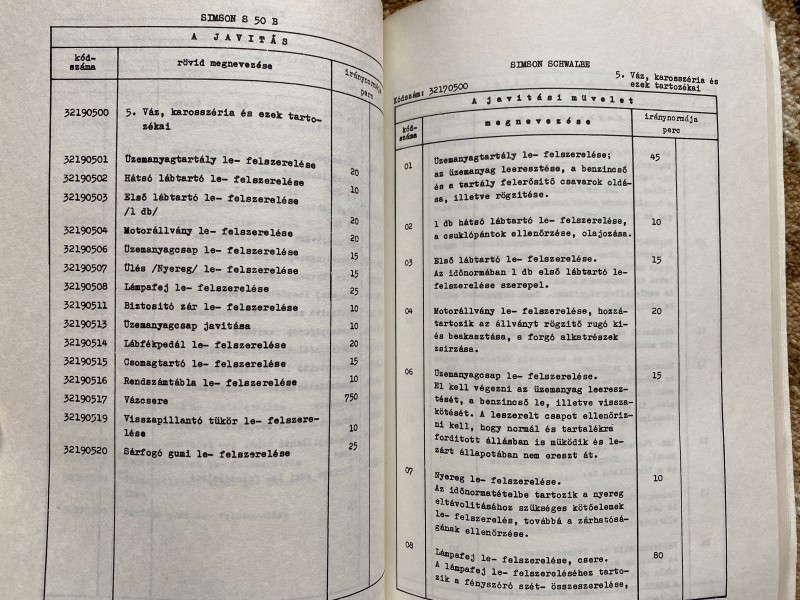 SIMSON S 50 B
A JAVITÁS
kód-
száma
rövid megnevezése
iránynormája
perc
32190500 5. Váz, karosszéria és ezek tarto-
zékai
32190501 Üzemanyagtartály le- felszerelése 20
32190502 Hátsó lábtartó le- felszerelése 10
32190503 Első lábtartó le- felszerelése
/1 db/ 20
32190504 Motorállvány le- felszerelése 20
32190506 Üzemanyagcsap le- felszerelése 15
32190507 Ülés /Nyereg/ le- felszerelése 15
32190508 Lámpafej le- felszerelése 25
32190511 Biztositó zár le- felszerelése 10
32190513 Üzemanyagcsap javitása 10
32190514 Lábfékpedál le- felszerelése 20
32190515 Csomagtartó le- felszerelése 15
32190516 Rendszámtábla le- felszerelése 10
32190517 Vázcsere 750
32190519 Visszapillantó tükör le- felszere-
lése 10
32190520 Sárfogó gumi le- felszerelése 25
SIMSON SCHWALBE
5. Váz, karosszéria és
ezek tartozékai
Kódszám: 32170500
A javitási müvelet
kód-
száma
megnevezése
iránynormája
perc
01 Üzemanyagtartály le- felszerelése; 45
az üzemanyag leeresztése, a benzincső
és a tartály felerősitő csavarok oldá-
sa, illetve rögzitése.
02 1 db hátsó lábtartó le- felszerelése, 10
a csuklópántok ellenőrzése, olajozása.
03 Első lábtartó le- felszerelése. 15
Az időnormában 1 db első lábtartó le-
felszerelése szerepel.
04 Motorállvány le- felszerelése, hozzá- 20
tartozik az állványt rögzitő rugó ki-
és beakasztása, a forgó alkatrészek
zsirzása.
06 Üzemanyagcsap le- felszerelése. 15
El kell végezni az üzemanyag leeresz-
tését, a benzincső le, illetve vissza-
kötését. A leszerelt csapot ellenőriz-
ni kell, hogy normál és tartalékra
forditott állásban is müködik és le-
zárt állapotában nem ereszt át.
07 Nyereg le- felszerelése. 10
Az időnormatételbe tartozik a nyereg
eltávolitásához szükséges kötőelemek
le- felszerelés, továbbá a zárhatósá-
gának ellenőrzése.
08 Lámpafej le- felszerelése, csere. 80
A lámpafej le- felszereléséhez tarto-
zik a fényszóró szét- összeszerelése,